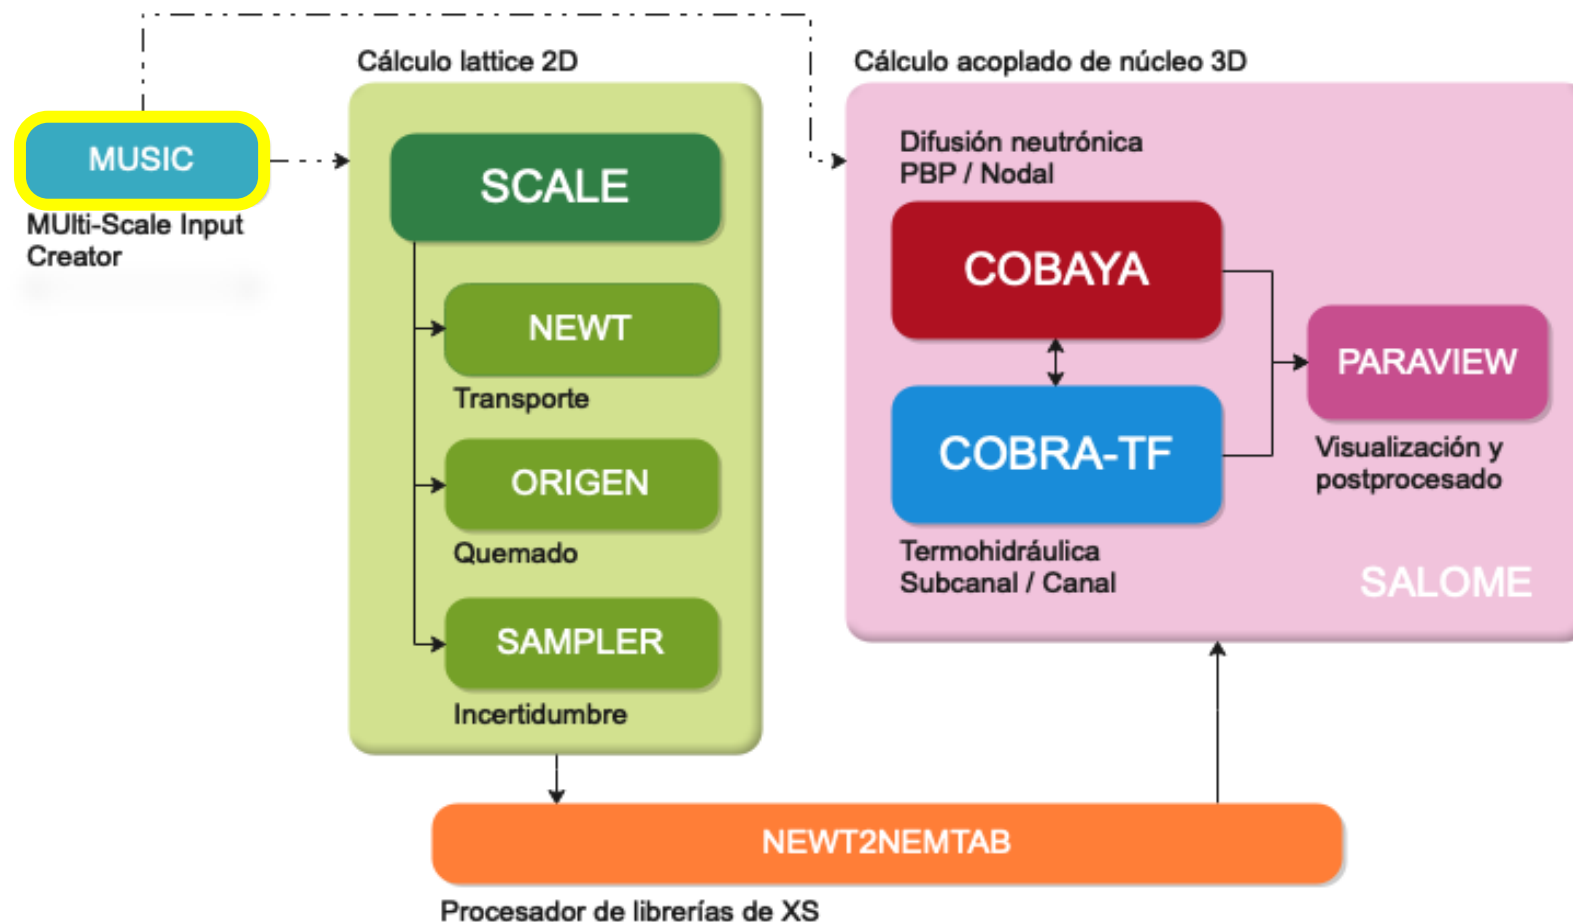 Cálculo lattice 2D
Cálculo acoplado de núcleo 3D
MUSIC
MUlti-Scale Input
Creator
SCALE
NEWT
Transporte
ORIGEN
Quemado
SAMPLER
Incertidumbre
Difusión neutrónica
PBP / Nodal
COBAYA
COBRA-TF
Termohidráulica
Subcanal / Canal
PARAVIEW
Visualización y
postprocesado
SALOME
NEWT2NEMTAB
Procesador de librerías de XS